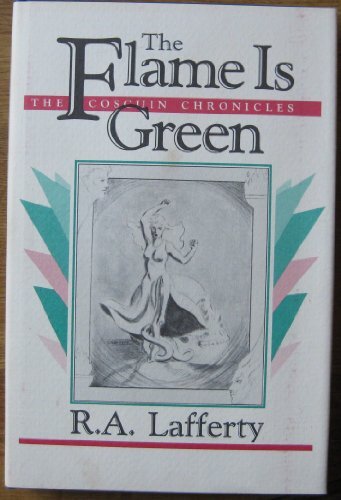 The
Flame Is
THE COSCUIN CHRONICLES
Green
R.A. Lafferty